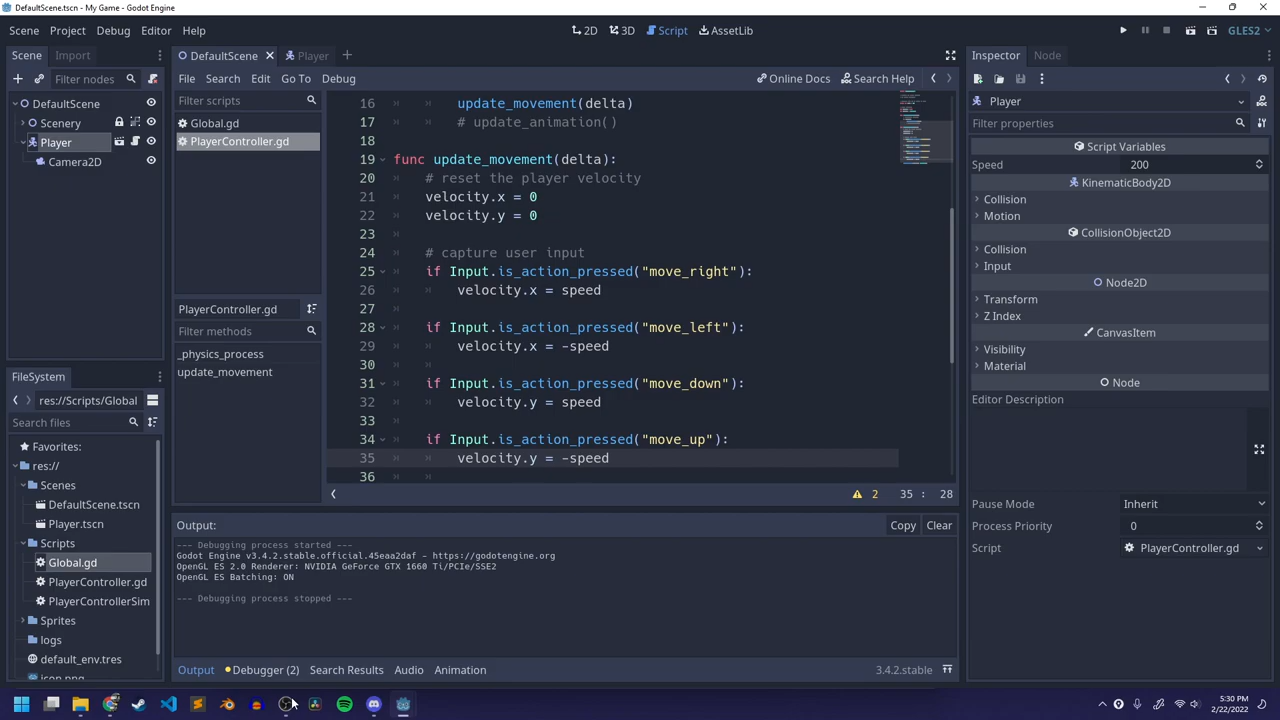 DefaultScene.tscn - My Game - Godot Engine
Scene Project Debug Editor Help
2D 3D Script AssetLib
GLES2
Scene Import
Filter nodes
DefaultScene
Scenery
Player
Camera2D
FileSystem
res://Scripts/Global
Search files
Favorites:
res://
Scenes
DefaultScene.tscn
Player.tscn
Scripts
Global.gd
PlayerController.gd
PlayerControllerSim
Sprites
logs
default_env.tres
icon.png
DefaultScene Player
File Search Edit Go To Debug
Online Docs Search Help
Filter scripts
Global.gd
PlayerController.gd
PlayerController.gd
Filter methods
_physics_process
update_movement
16 update_movement(delta)
17 # update_animation()
18
19 func update_movement(delta):
20 # reset the player velocity
21 velocity.x = 0
22 velocity.y = 0
23
24 # capture user input
25 if Input.is_action_pressed("move_right"):
26 velocity.x = speed
27
28 if Input.is_action_pressed("move_left"):
29 velocity.x = -speed
30
31 if Input.is_action_pressed("move_down"):
32 velocity.y = speed
33
34 if Input.is_action_pressed("move_up"):
35 velocity.y = -speed
36
2 35 : 28
Output:
Copy Clear
--- Debugging process started ---
Godot Engine v3.4.2.stable.official.45eaa2daf - https://godotengine.org
OpenGL ES 2.0 Renderer: NVIDIA GeForce GTX 1660 Ti/PCIe/SSE2
OpenGL ES Batching: ON
--- Debugging process stopped ---
Output Debugger (2) Search Results Audio Animation
3.4.2.stable
Inspector Node
Player
Filter properties
Script Variables
Speed 200
KinematicBody2D
Collision
Motion
CollisionObject2D
Collision
Input
Node2D
Transform
Z Index
CanvasItem
Visibility
Material
Node
Editor Description
Pause Mode Inherit
Process Priority 0
Script PlayerController.gd
5:30 PM
2/22/2022